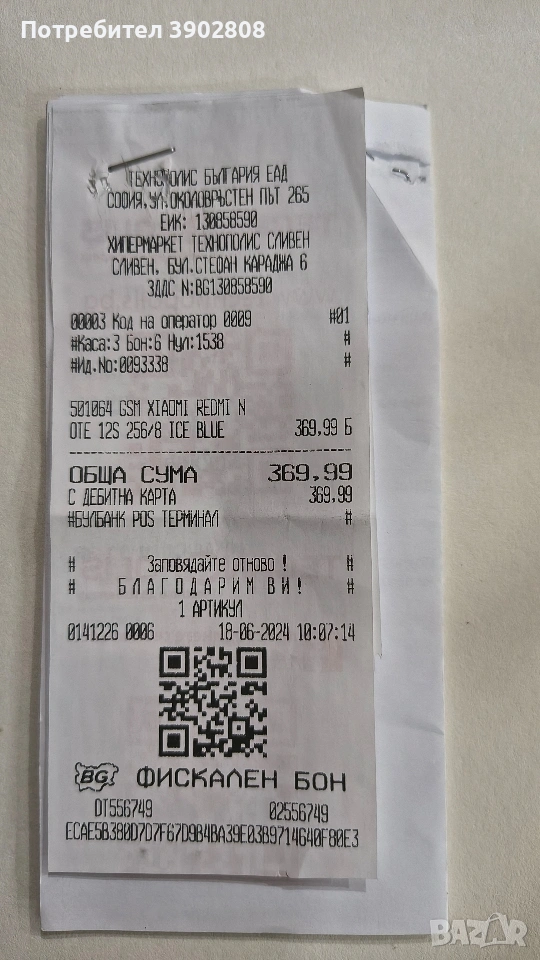 Потребител 3902808
ТЕХНОПОЛИС БЪЛГАРИЯ ЕАД
СОФИЯ,УЛ.ОКОЛОВРЪСТЕН ПЪТ 265
ЕИК: 130858590
ХИПЕРМАРКЕТ ТЕХНОПОЛИС СЛИВЕН
СЛИВЕН, БУЛ.СТЕФАН КАРАДЖА 6
ЗДДС N:BG130858590
00003 Код на оператор 0009 #01
#Каса:3 Бон:6 Нул:1538 #
#Ид.No:0093338 #
501064 GSM XIAOMI REDMI N
OTE 12S 256/8 ICE BLUE 369,99 Б
ОБЩА СУМА 369,99
С ДЕБИТНА КАРТА 369,99
#БУЛБАНК POS ТЕРМИНАЛ #
# Заповядайте отново ! #
# Б Л А Г О Д А Р И М В И ! #
1 АРТИКУЛ
0141226 0006 18-06-2024 10:07:14
BG ФИСКАЛЕН БОН
DT556749 02556749
ECAE5B380D7D7F67D9B4BA39E03B9714640F80E3
BAZAR